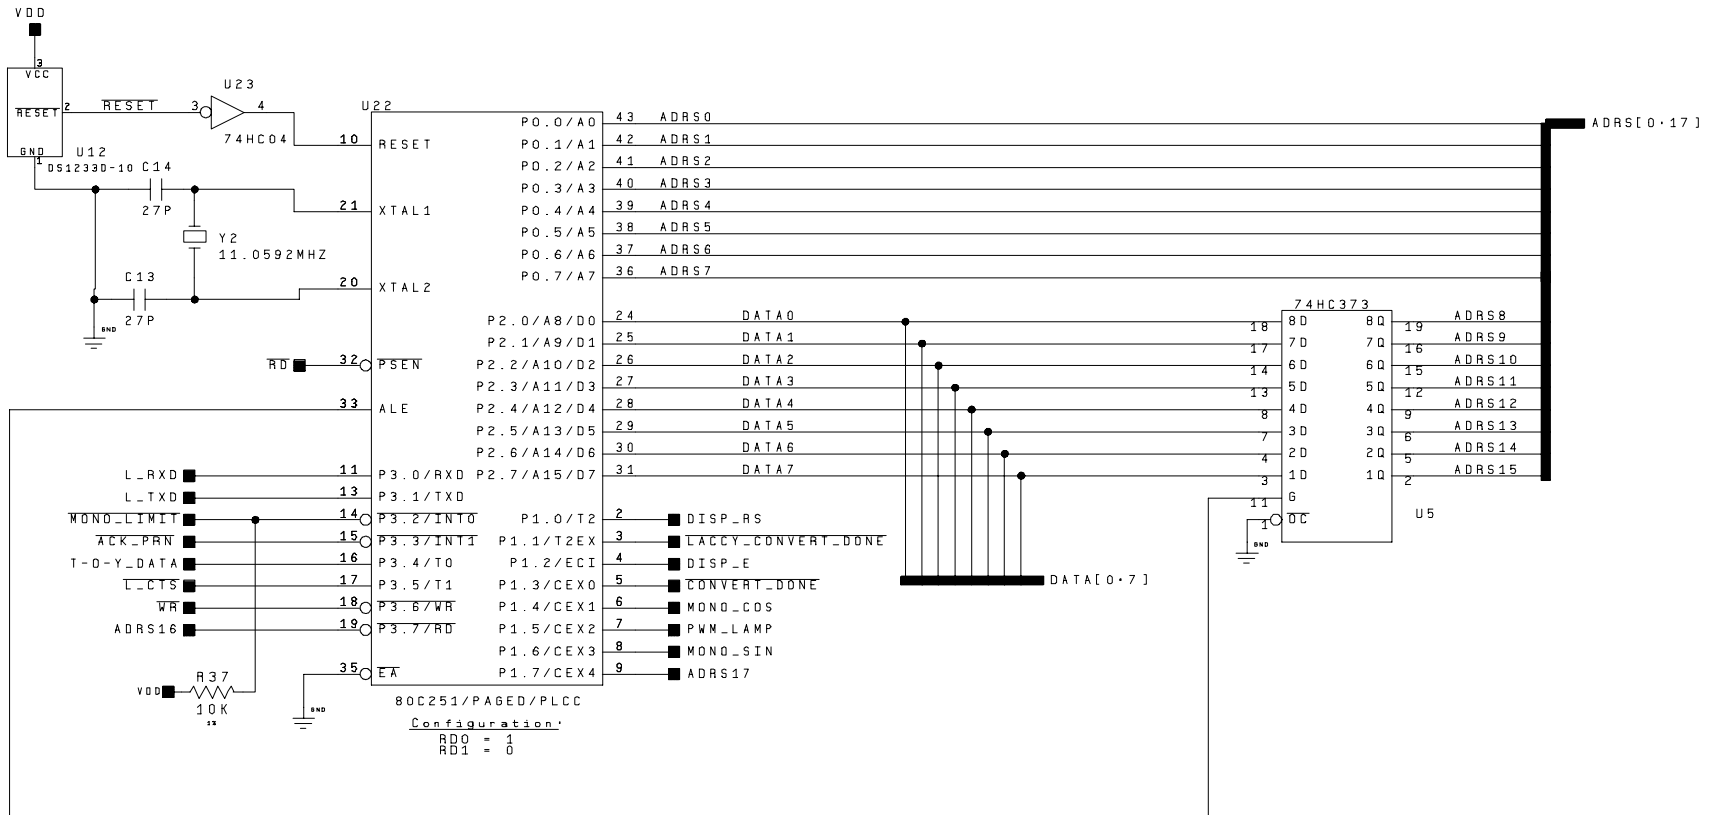 VDD
3
VCC
RESET
2
GND
1
U12
DS1233D-10
RESET
U23
3
4
74HC04
C14
27P
Y2
11.0592MHZ
C13
27P
GND
U22
10 RESET
21 XTAL1
20 XTAL2
RD 32 PSEN
33 ALE
L_RXD 11 P3.0/RXD
L_TXD 13 P3.1/TXD
MONO_LIMIT 14 P3.2/INT0
ACK_PRN 15 P3.3/INT1
T-O-Y_DATA 16 P3.4/T0
L_CTS 17 P3.5/T1
WR 18 P3.6/WR
ADRS16 19 P3.7/RD
35 EA
VDD
R37
10K
1%
GND
P0.0/A0 43 ADRS0
P0.1/A1 42 ADRS1
P0.2/A2 41 ADRS2
P0.3/A3 40 ADRS3
P0.4/A4 39 ADRS4
P0.5/A5 38 ADRS5
P0.6/A6 37 ADRS6
P0.7/A7 36 ADRS7
P2.0/A8/D0 24 DATA0
P2.1/A9/D1 25 DATA1
P2.2/A10/D2 26 DATA2
P2.3/A11/D3 27 DATA3
P2.4/A12/D4 28 DATA4
P2.5/A13/D5 29 DATA5
P2.6/A14/D6 30 DATA6
P2.7/A15/D7 31 DATA7
P1.0/T2 2 DISP_RS
P1.1/T2EX 3 LACCY_CONVERT_DONE
P1.2/ECI 4 DISP_E
P1.3/CEX0 5 CONVERT_DONE
P1.4/CEX1 6 MONO_COS
P1.5/CEX2 7 PWM_LAMP
P1.6/CEX3 8 MONO_SIN
P1.7/CEX4 9 ADRS17
80C251/PAGED/PLCC
Configuration:
RD0 = 1
RD1 = 0
DATA[0:7]
74HC373
18 8D 8Q 19 ADRS8
17 7D 7Q 16 ADRS9
14 6D 6Q 15 ADRS10
13 5D 5Q 12 ADRS11
8 4D 4Q 9 ADRS12
7 3D 3Q 6 ADRS13
4 2D 2Q 5 ADRS14
3 1D 1Q 2 ADRS15
11 G
1 OC
U5
GND
ADRS[0:17]